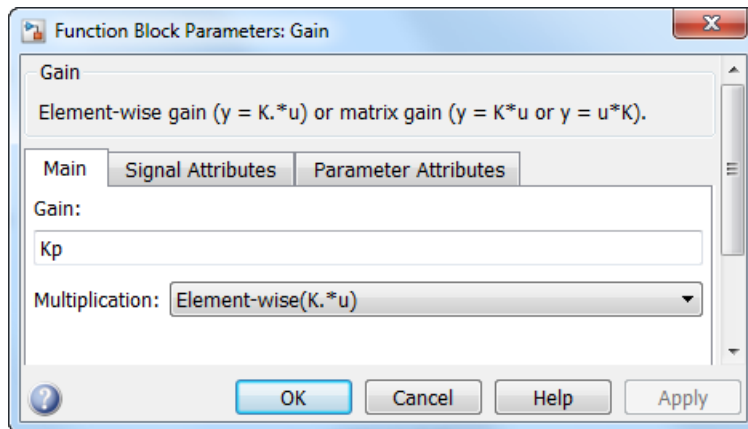 Function Block Parameters: Gain
Gain
Element-wise gain (y = K.*u) or matrix gain (y = K*u or y = u*K).
Main Signal Attributes Parameter Attributes
Gain:
Kp
Multiplication: Element-wise(K.*u)
OK Cancel Help Apply